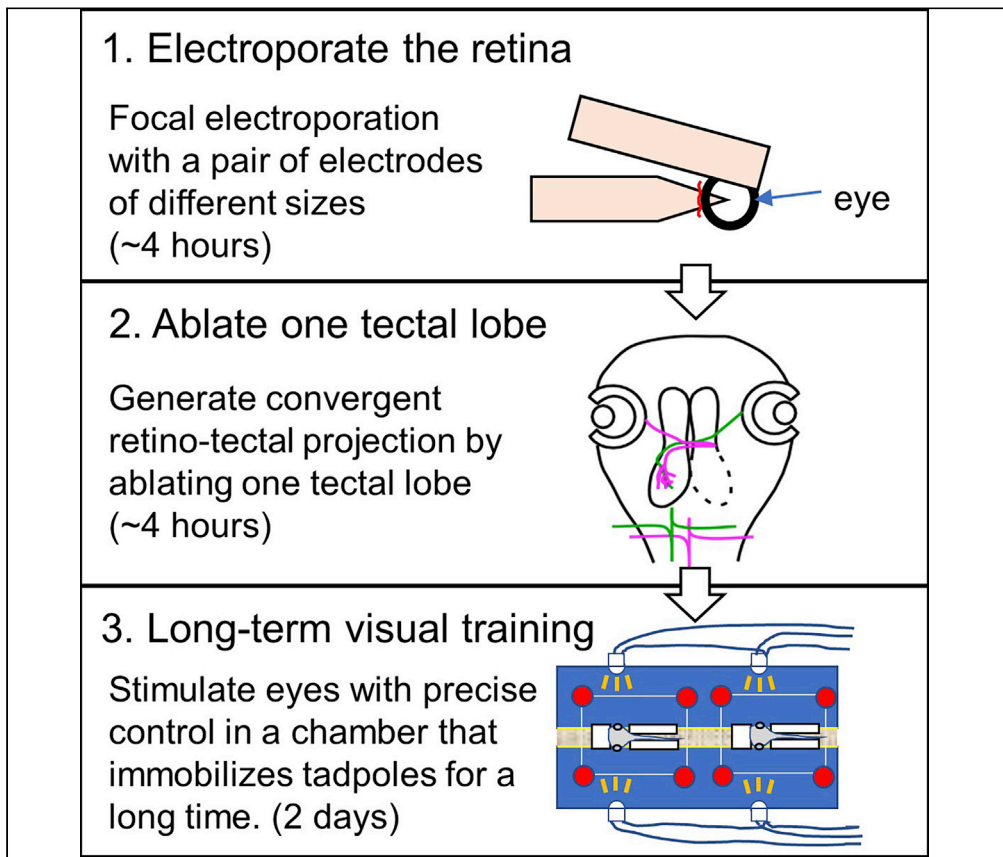 1. Electroporate the retina
Focal electroporation
with a pair of electrodes
of different sizes
(~4 hours)
eye
2. Ablate one tectal lobe
Generate convergent
retino-tectal projection by
ablating one tectal lobe
(~4 hours)
3. Long-term visual training
Stimulate eyes with precise
control in a chamber that
immobilizes tadpoles for a
long time. (2 days)